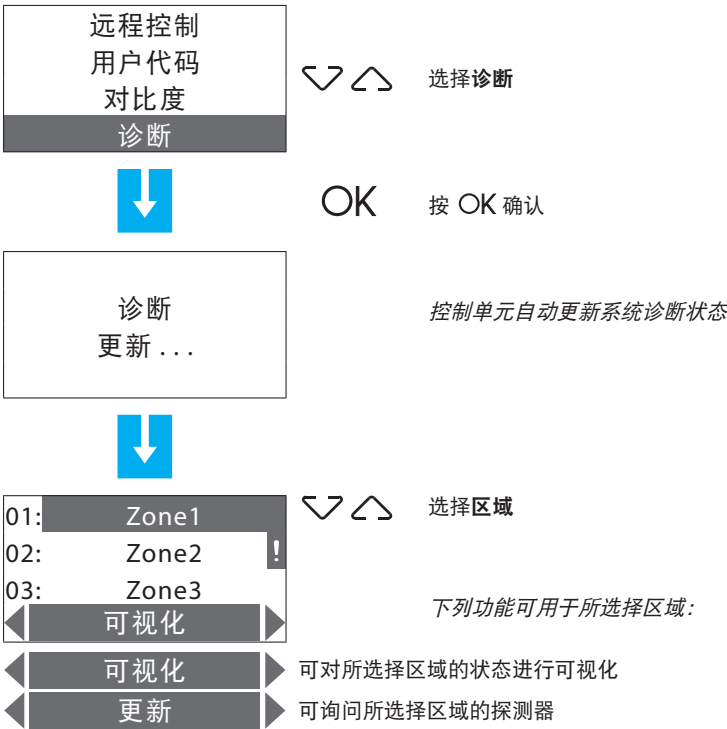 远程控制
用户代码
对比度
诊断
选择诊断
OK 按 OK 确认
诊断
更新 ...
控制单元自动更新系统诊断状态
01: Zone1
02: Zone2 !
03: Zone3
可视化
选择区域
下列功能可用于所选择区域：
可视化 可对所选择区域的状态进行可视化
更新 可询问所选择区域的探测器